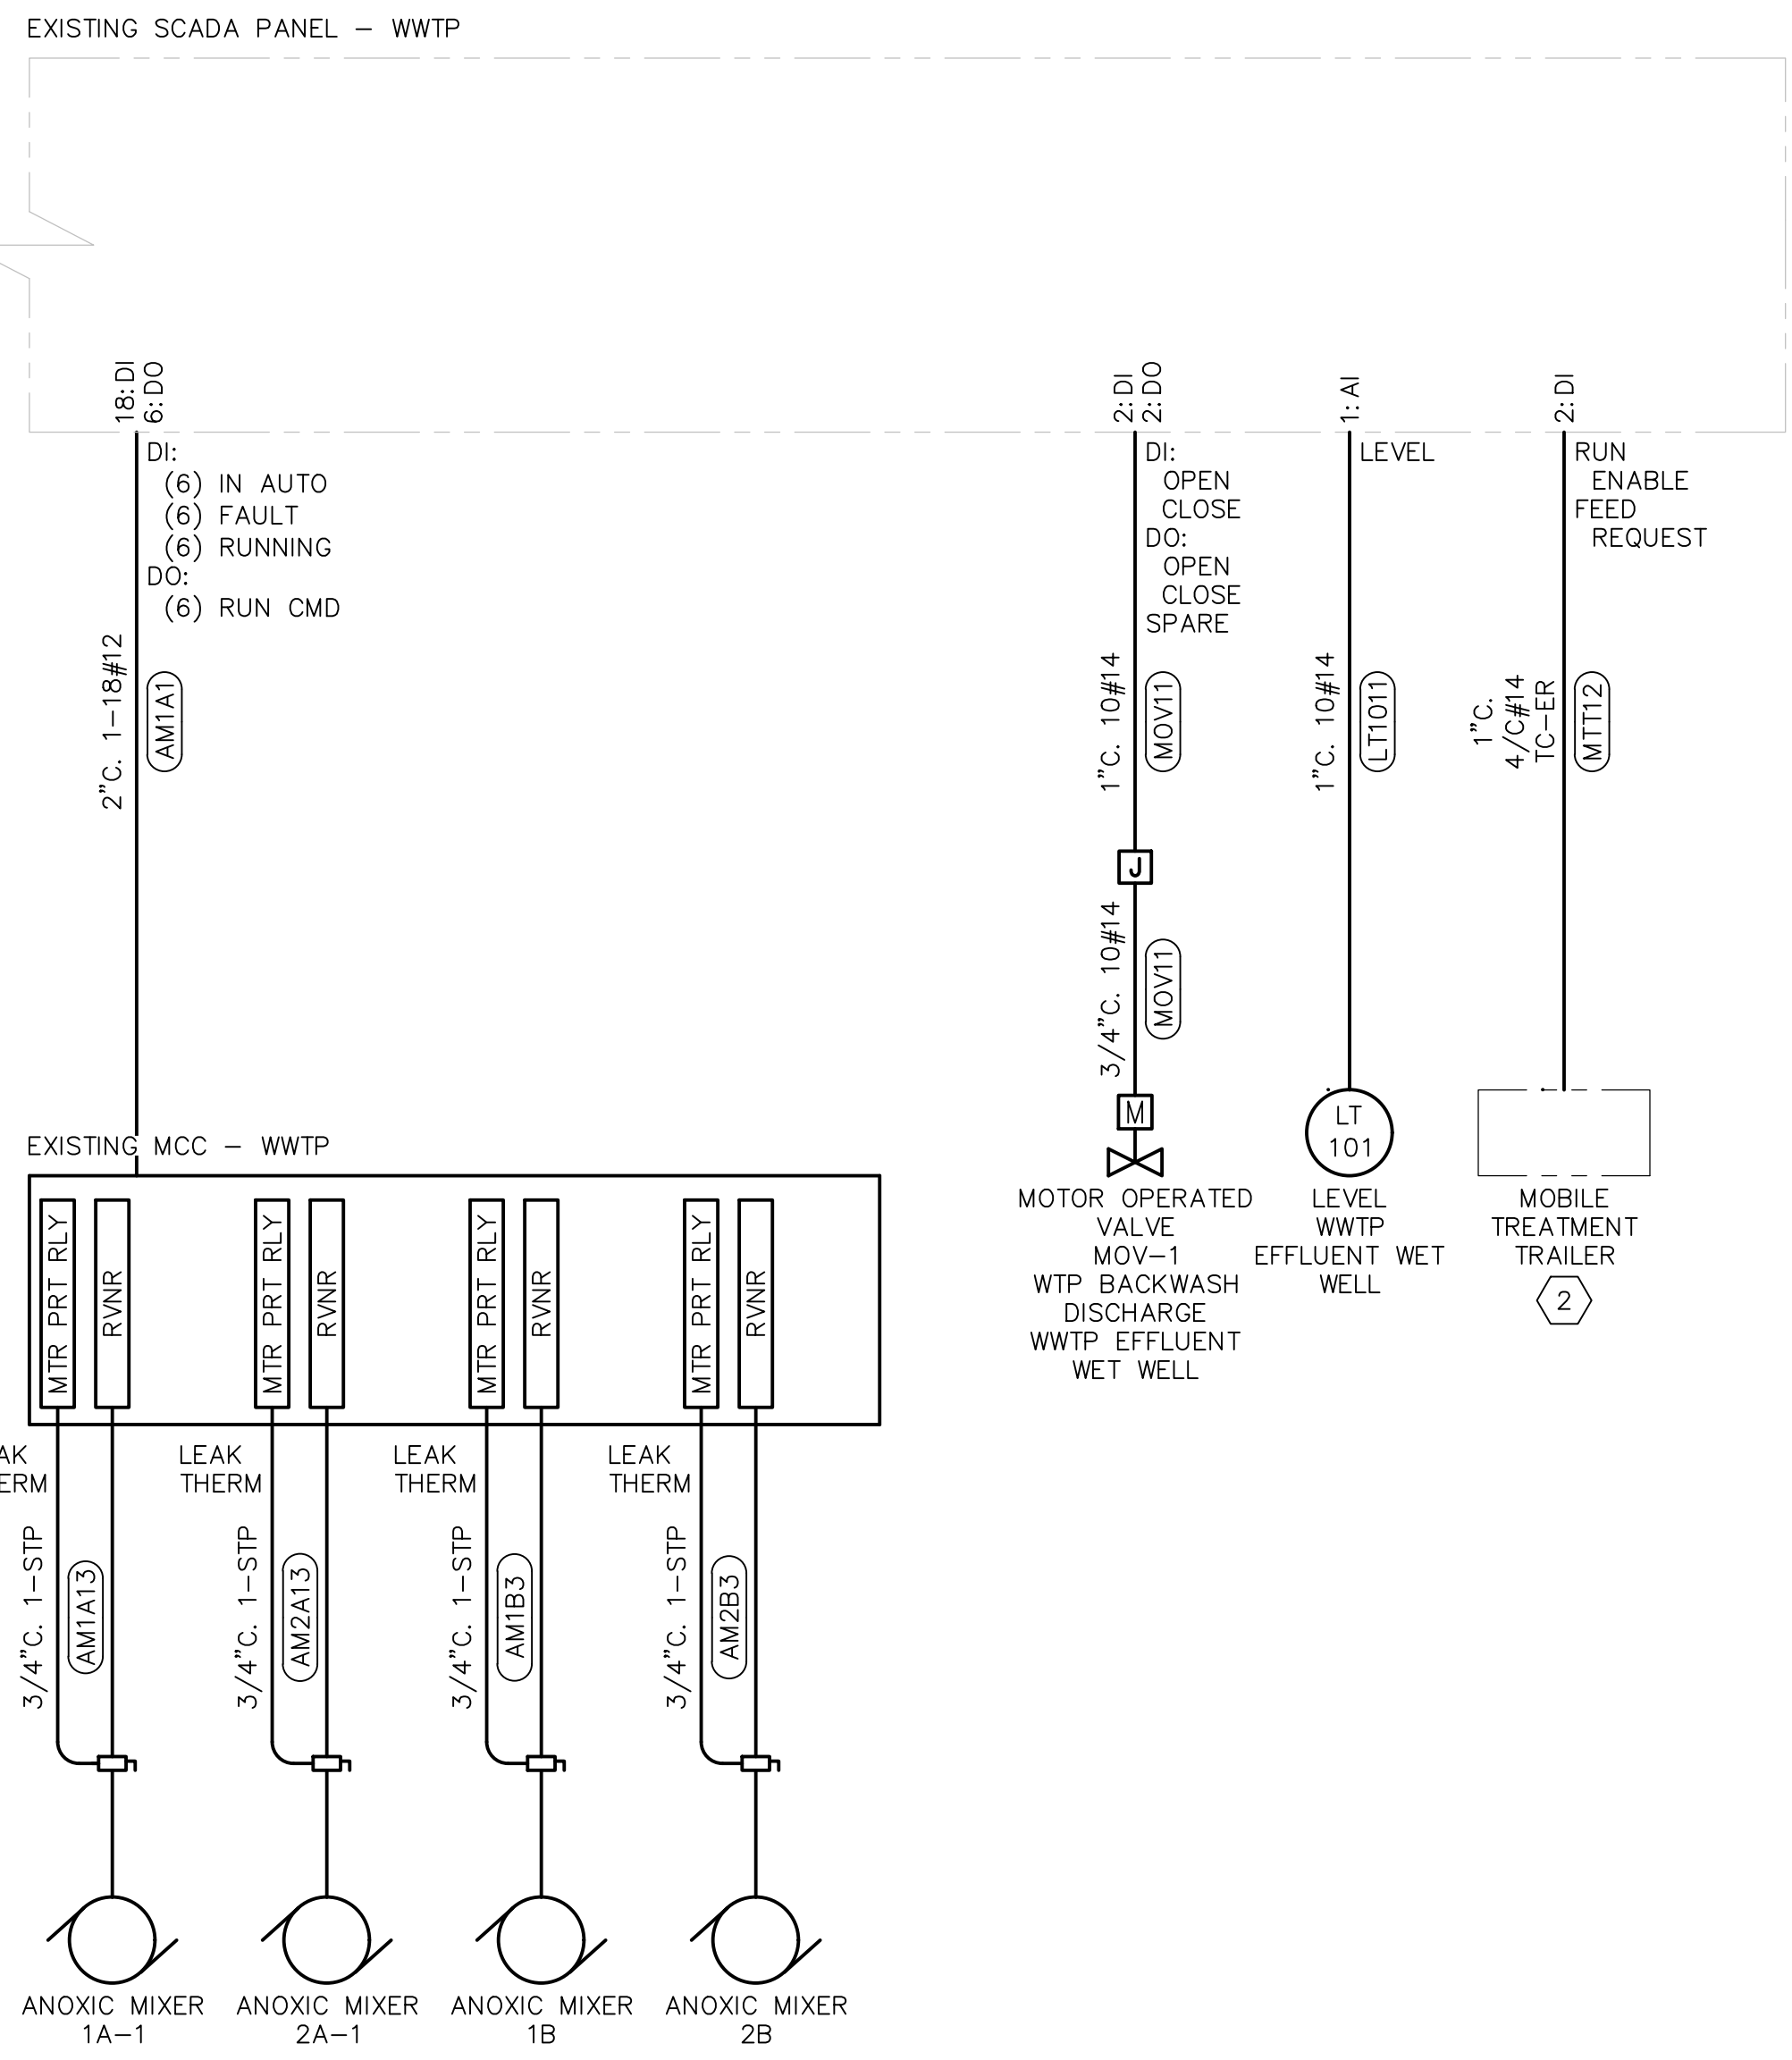 EXISTING SCADA PANEL – WWTP
18:DI
6:DO
2:DI
2:DO
1:AI
2:DI
DI:
(6) IN AUTO
(6) FAULT
(6) RUNNING
DO:
(6) RUN CMD
2"C. 1-18#12
AM1A1
DI:
OPEN
CLOSE
DO:
OPEN
CLOSE
SPARE
1"C. 10#14
MOV11
J
3/4"C. 10#14
MOV11
M
MOTOR OPERATED
VALVE
MOV-1
WTP BACKWASH
DISCHARGE
WWTP EFFLUENT
WET WELL
LEVEL
1"C. 10#14
LT1011
LT
101
LEVEL
WWTP
EFFLUENT WET
WELL
RUN
ENABLE
FEED
REQUEST
1"C.
4/C#14
TC-ER
MTT12
MOBILE
TREATMENT
TRAILER
2
EXISTING MCC – WWTP
MTR PRT RLY
RVNR
MTR PRT RLY
RVNR
MTR PRT RLY
RVNR
MTR PRT RLY
RVNR
AK
ERM
3/4"C. 1-STP
AM1A13
LEAK
THERM
3/4"C. 1-STP
AM2A13
LEAK
THERM
3/4"C. 1-STP
AM1B3
LEAK
THERM
3/4"C. 1-STP
AM2B3
ANOXIC MIXER
1A-1
ANOXIC MIXER
2A-1
ANOXIC MIXER
1B
ANOXIC MIXER
2B